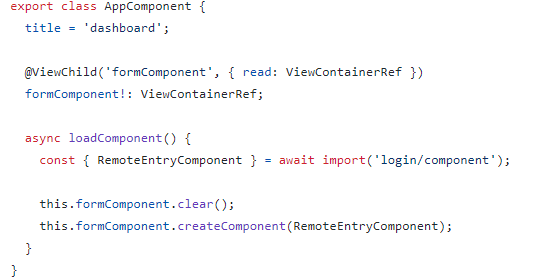 export class AppComponent {
title = 'dashboard';
@ViewChild('formComponent', { read: ViewContainerRef })
formComponent!: ViewContainerRef;
async loadComponent() {
const { RemoteEntryComponent } = await import('login/component');
this.formComponent.clear();
this.formComponent.createComponent(RemoteEntryComponent);
}
}